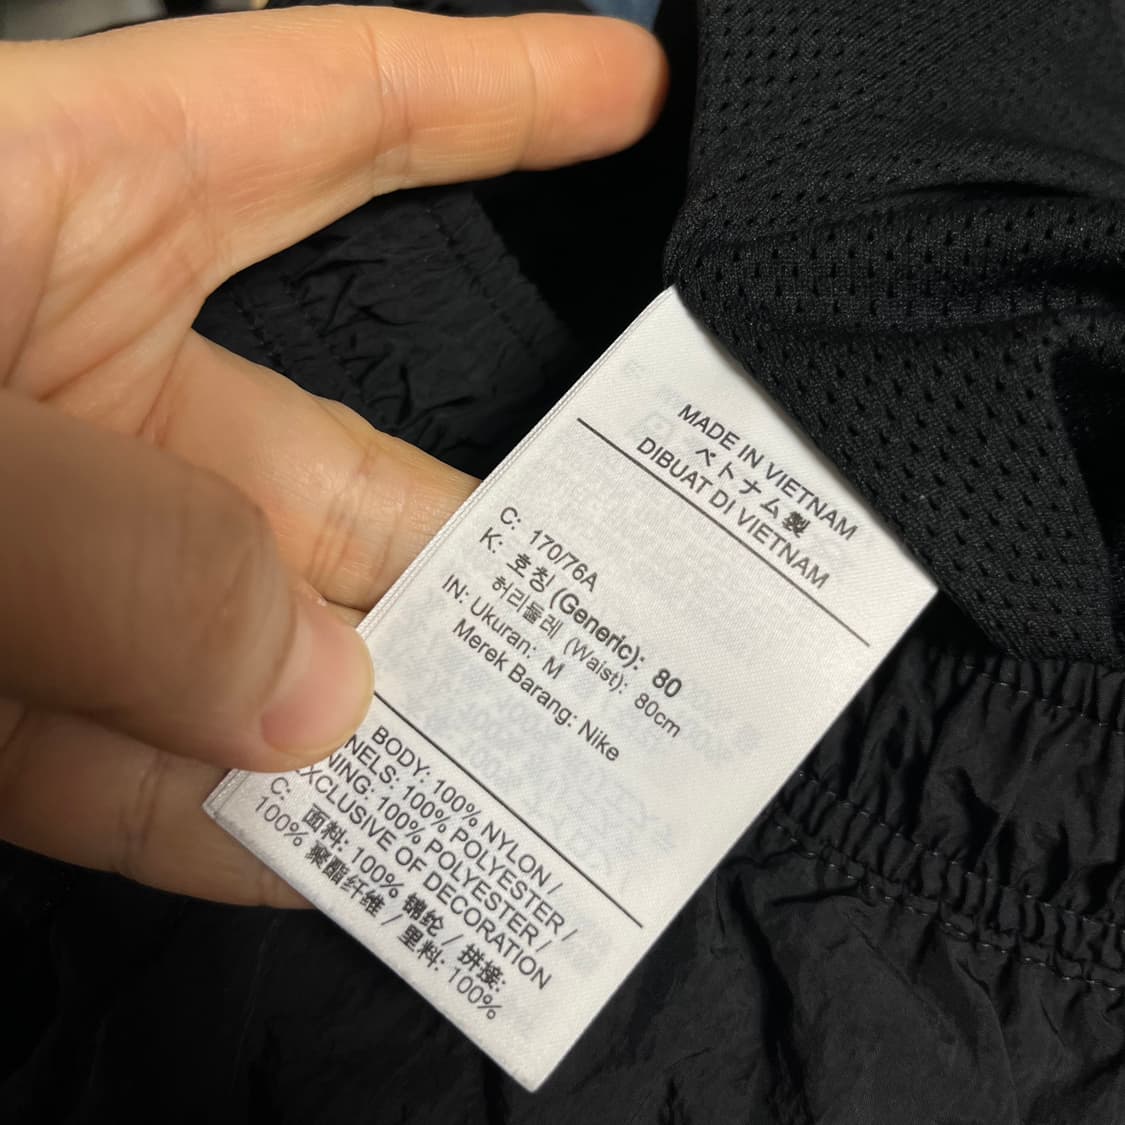 MADE IN VIETNAM
ベトナム製
DIBUAT DI VIETNAM
C: 170/76A
K: 호칭 (Generic): 80
허리둘레 (Waist): 80cm
IN: Ukuran: M
Merek Barang: Nike
BODY: 100% NYLON /
NELS: 100% POLYESTER /
NING: 100% POLYESTER /
XCLUSIVE OF DECORATION
C: 面料: 100% 锦纶 / 拼接:
100% 聚酯纤维 / 里料: 100%